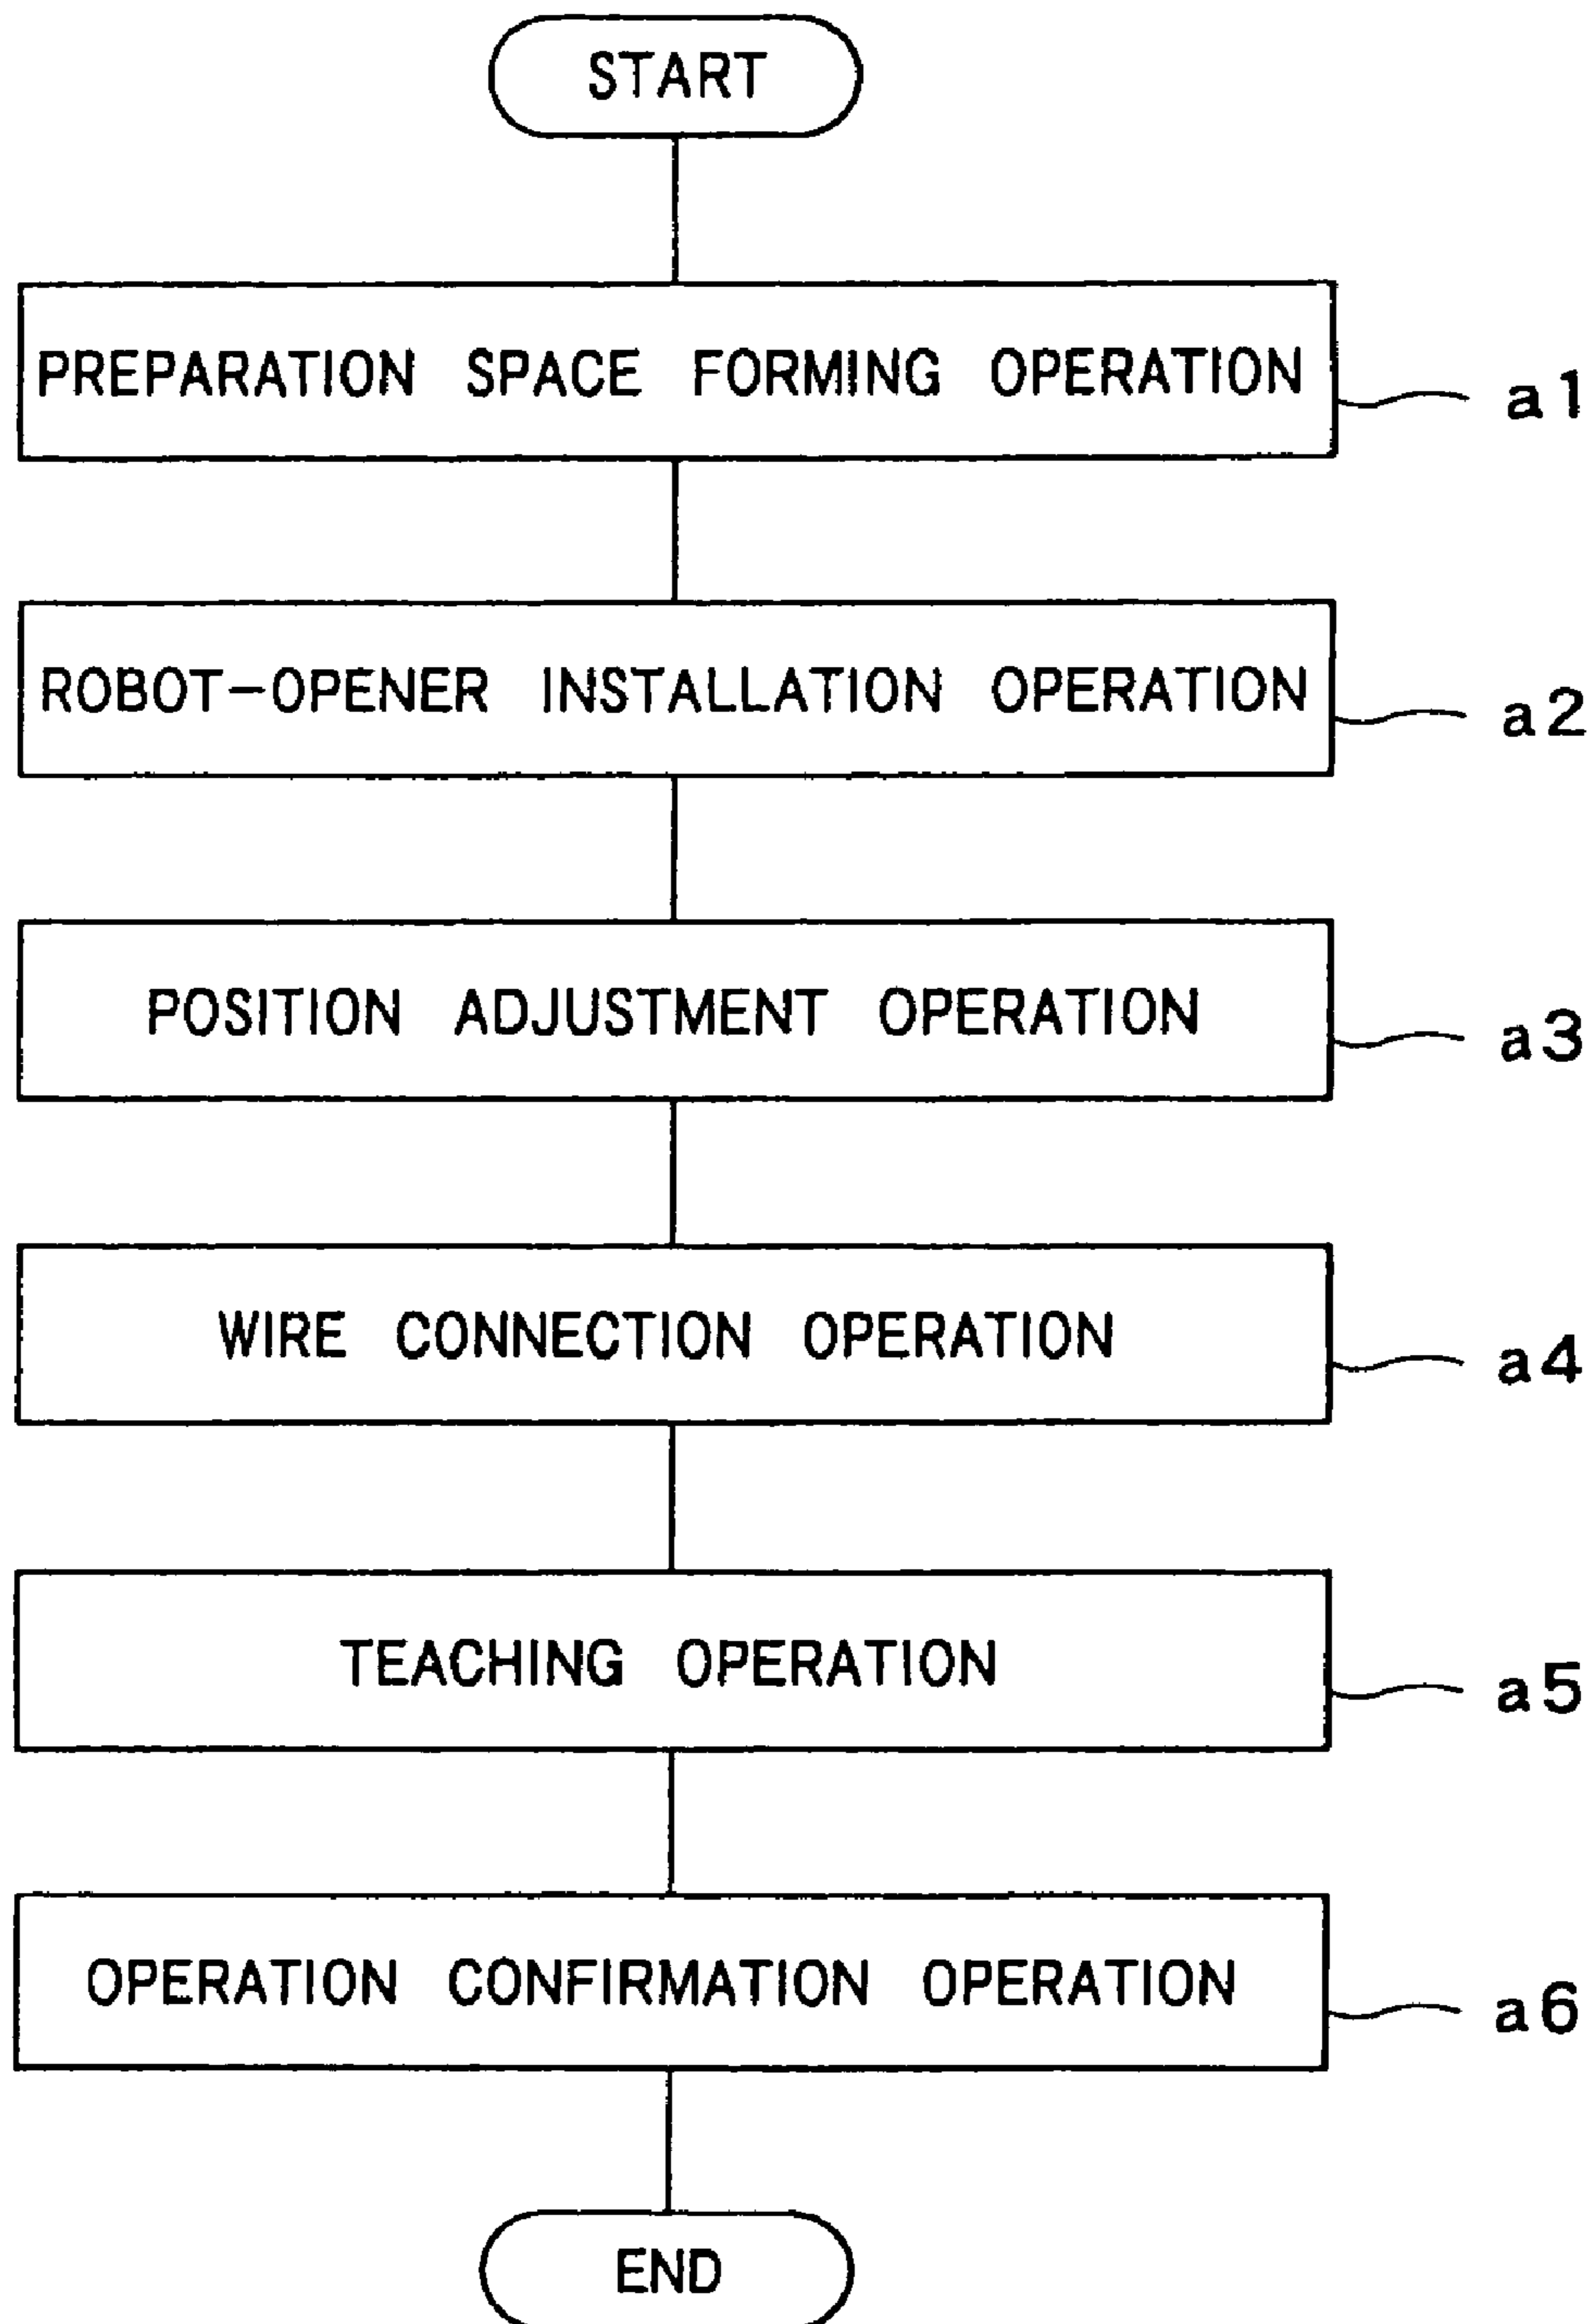 START
PREPARATION SPACE FORMING OPERATION
a1
ROBOT-OPENER INSTALLATION OPERATION
a2
POSITION ADJUSTMENT OPERATION
a3
WIRE CONNECTION OPERATION
a4
TEACHING OPERATION
a5
OPERATION CONFIRMATION OPERATION
a6
END